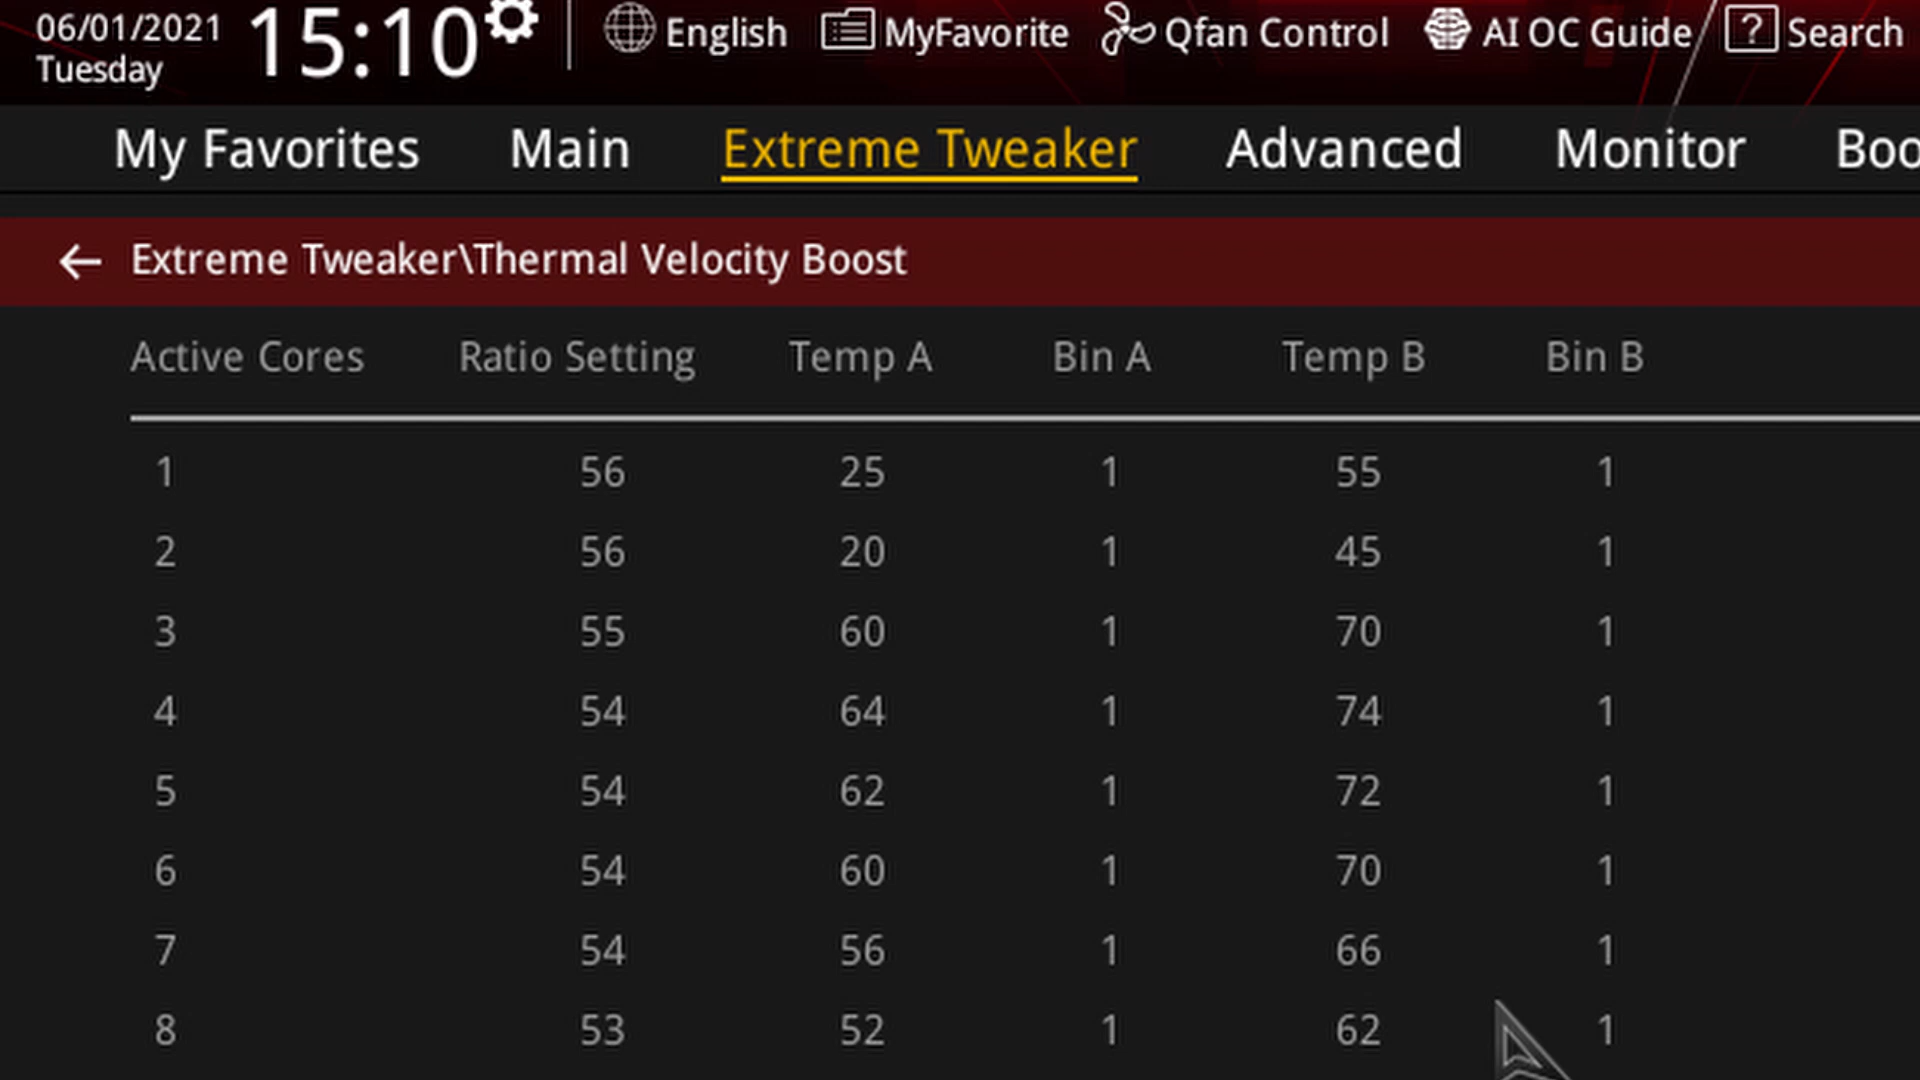 06/01/2021
Tuesday
15:10
English
MyFavorite
Qfan Control
AI OC Guide
? Search
My Favorites Main Extreme Tweaker Advanced Monitor Boo
Extreme Tweaker\Thermal Velocity Boost
Active Cores Ratio Setting Temp A Bin A Temp B Bin B
1 56 25 1 55 1
2 56 20 1 45 1
3 55 60 1 70 1
4 54 64 1 74 1
5 54 62 1 72 1
6 54 60 1 70 1
7 54 56 1 66 1
8 53 52 1 62 1